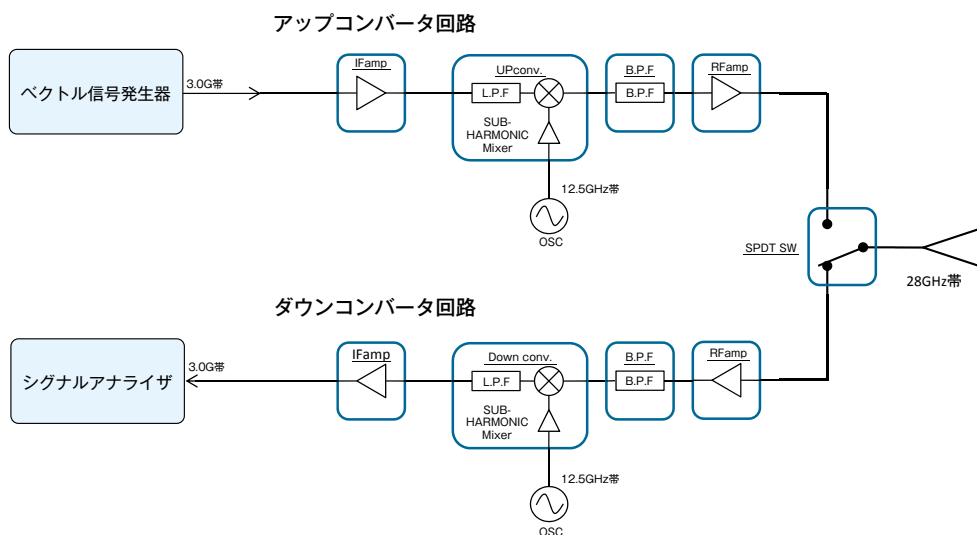 アップコンバータ回路
ベクトル信号発生器
3.0G帯
IFamp
UPconv.
L.P.F
SUB-
HARMONIC
Mixer
12.5GHz帯
OSC
B.P.F
B.P.F
RFamp
SPDT SW
28GHz帯
ダウンコンバータ回路
シグナルアナライザ
3.0G帯
IFamp
Down conv.
L.P.F
SUB-
HARMONIC
Mixer
12.5GHz帯
OSC
B.P.F
B.P.F
RFamp